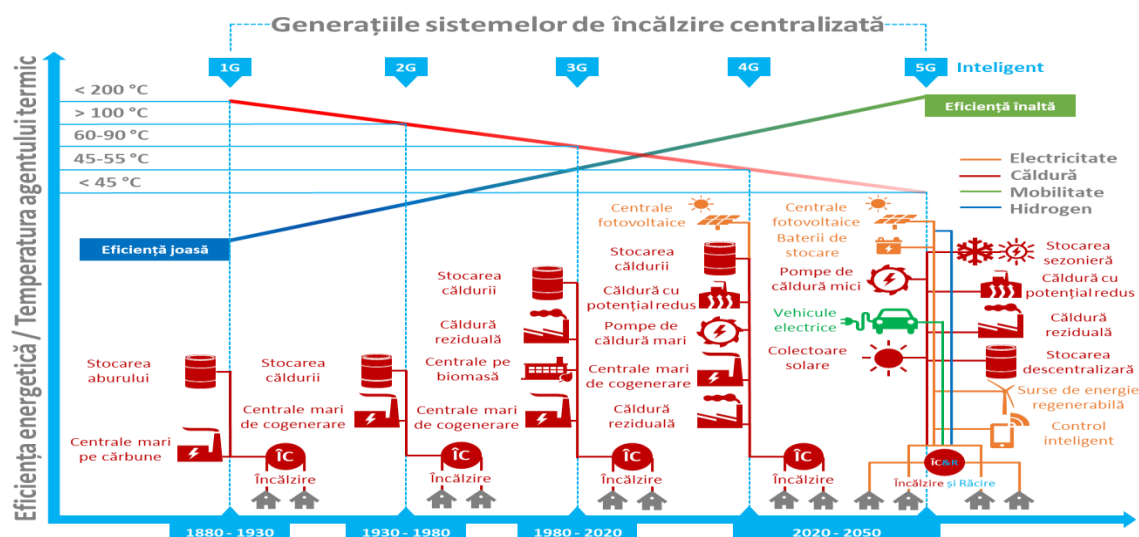 Generațiile sistemelor de încălzire centralizată
1G
2G
3G
4G
5G
Inteligent
Eficiența energetică / Temperatura agentului termic
< 200 °C
> 100 °C
60-90 °C
45-55 °C
< 45 °C
Eficiență înaltă
Eficiență joasă
Electricitate
Căldură
Mobilitate
Hidrogen
Stocarea
aburului
Centrale mari
pe cărbune
ÎC
Încălzire
Stocarea
căldurii
Centrale mari
de cogenerare
ÎC
Încălzire
Stocarea
căldurii
Căldură
reziduală
Centrale pe
biomasă
Centrale mari
de cogenerare
ÎC
Încălzire
Centrale
fotovoltaice
Stocarea
căldurii
Căldură cu
potențial redus
Pompe de
căldură mari
Centrale mari
de cogenerare
Căldură
reziduală
ÎC
Încălzire
Centrale
fotovoltaice
Baterii de
stocare
Pompe de
căldură mici
Vehicule
electrice
Colectoare
solare
Stocarea
sezonieră
Căldură cu
potențial redus
Căldură
reziduală
Stocarea
descentralizară
Surse de energie
regenerabilă
Control
inteligent
ÎC&R
Încălzire și Răcire
1880 - 1930
1930 - 1980
1980 - 2020
2020 - 2050